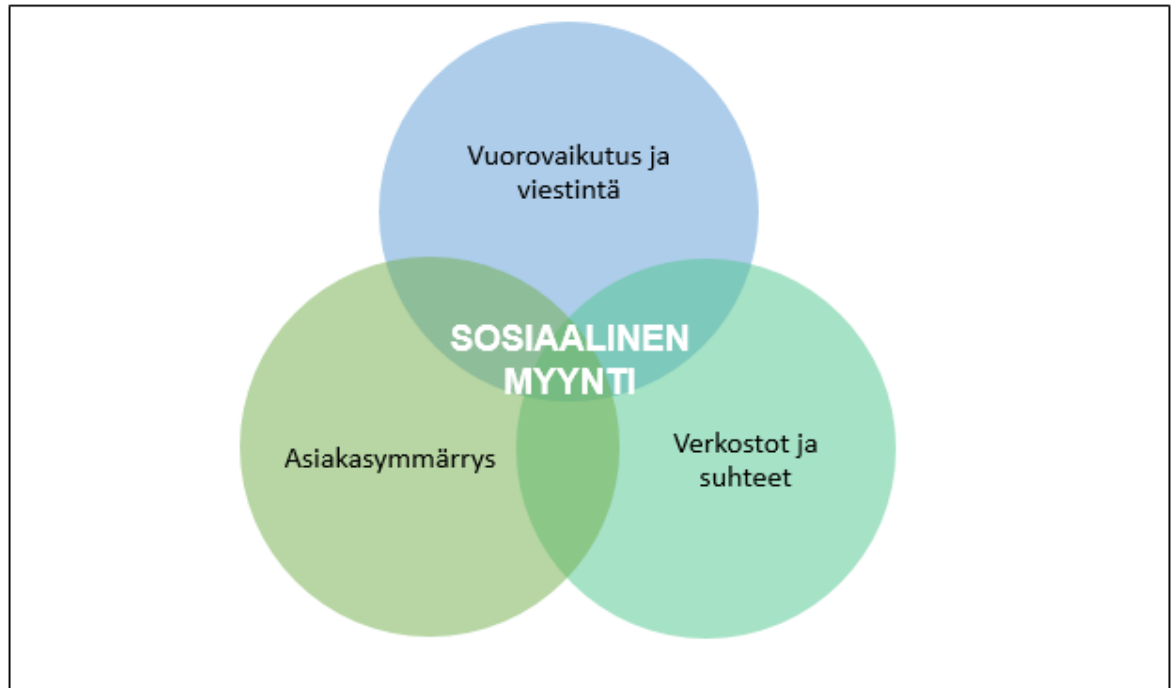 Vuorovaikutus ja
viestintä
SOSIAALINEN
MYYNTI
Asiakasymmärrys
Verkostot ja
suhteet